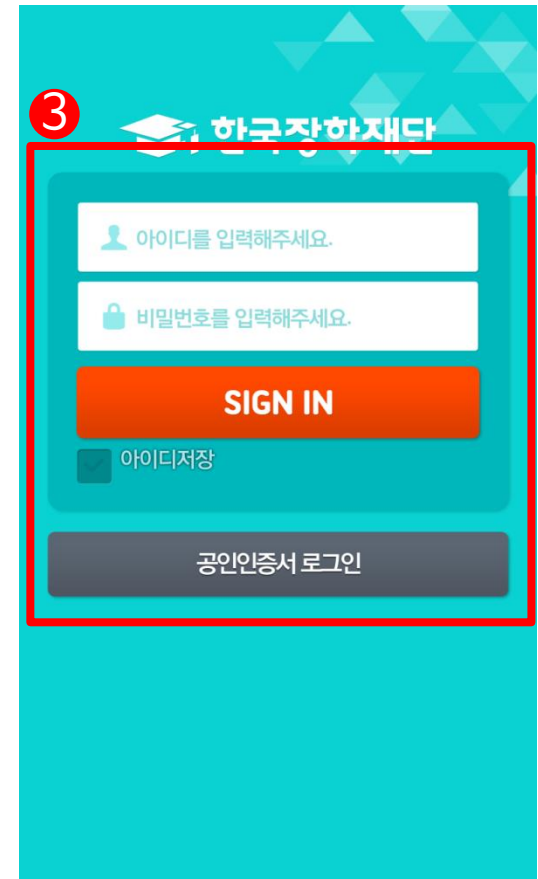 3
한국장학재단
아이디를 입력해주세요.
비밀번호를 입력해주세요.
SIGN IN
아이디저장
공인인증서 로그인